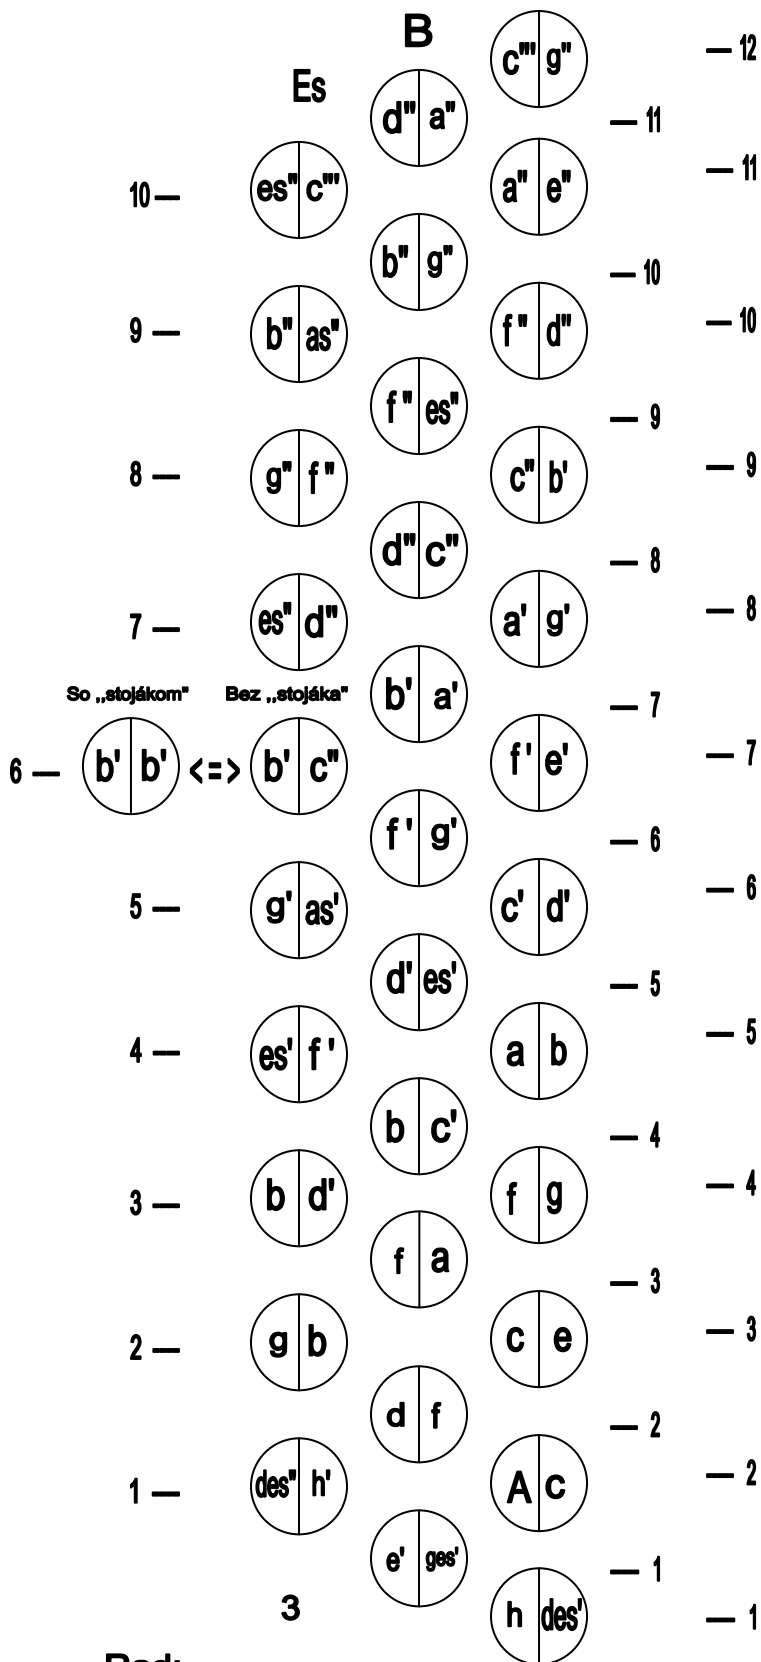 B
c''' g'' — 12
Es
d'' a'' — 11
a'' e'' — 11
10 — es'' c'''
b'' g'' — 10
f'' d'' — 10
9 — b'' as''
f'' es'' — 9
c'' b' — 9
8 — g'' f''
d'' c'' — 8
a' g' — 8
7 — es'' d''
So ,,stojákom" Bez ,,stojáka"
b' a' — 7
6 — b' b' <=> b' c''
f' e' — 7
f' g' — 6
c' d' — 6
5 — g' as'
d' es' — 5
a b — 5
4 — es' f'
b c' — 4
f g — 4
3 — b d'
f a — 3
c e — 3
2 — g b
d f — 2
A c — 2
1 — des'' h'
e' ges' — 1
h des' — 1
3